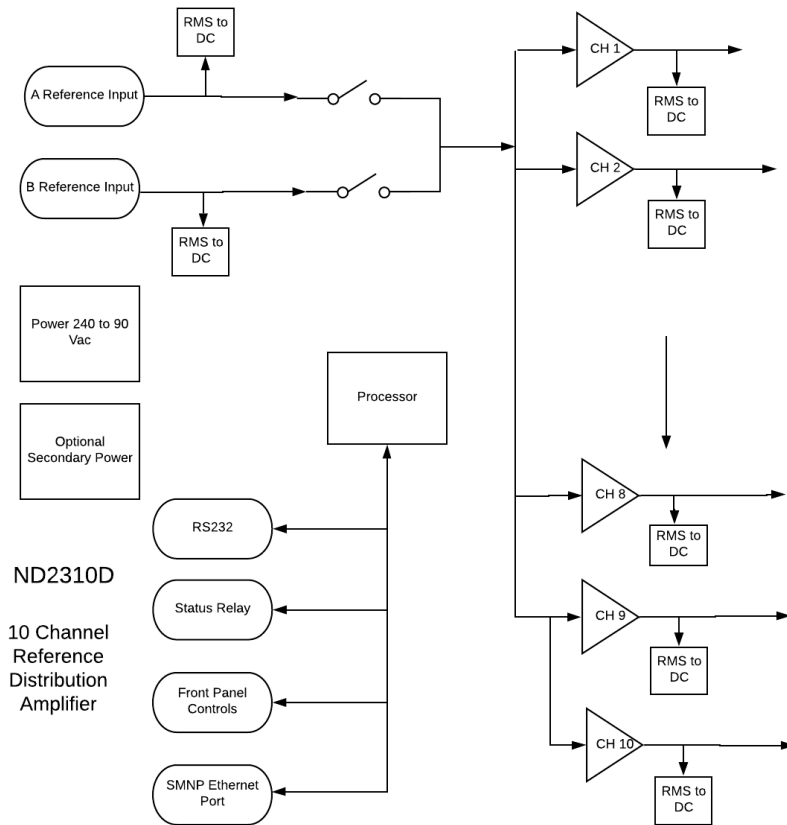 RMS to
DC
A Reference Input
B Reference Input
RMS to
DC
CH 1
RMS to
DC
CH 2
RMS to
DC
Power 240 to 90
Vac
Optional
Secondary Power
Processor
CH 8
RMS to
DC
CH 9
RMS to
DC
CH 10
RMS to
DC
RS232
Status Relay
Front Panel
Controls
SMNP Ethernet
Port
ND2310D
10 Channel
Reference
Distribution
Amplifier